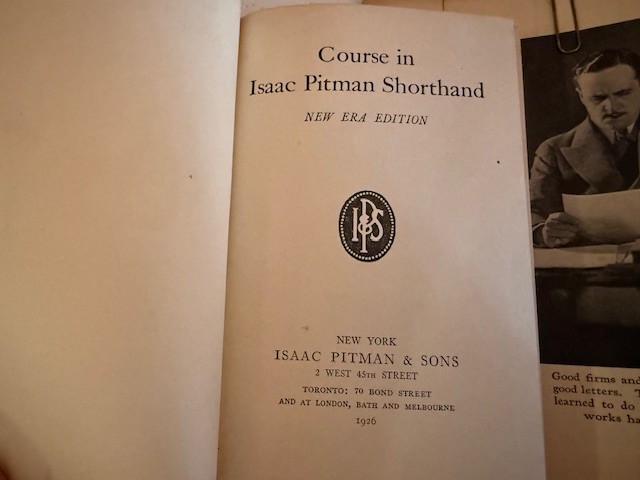 Course in
Isaac Pitman Shorthand
NEW ERA EDITION
IP&S
NEW YORK
ISAAC PITMAN & SONS
2 WEST 45TH STREET
TORONTO: 70 BOND STREET
AND AT LONDON, BATH AND MELBOURNE
1926
Good firms and
good letters. T
learned to do
works ha